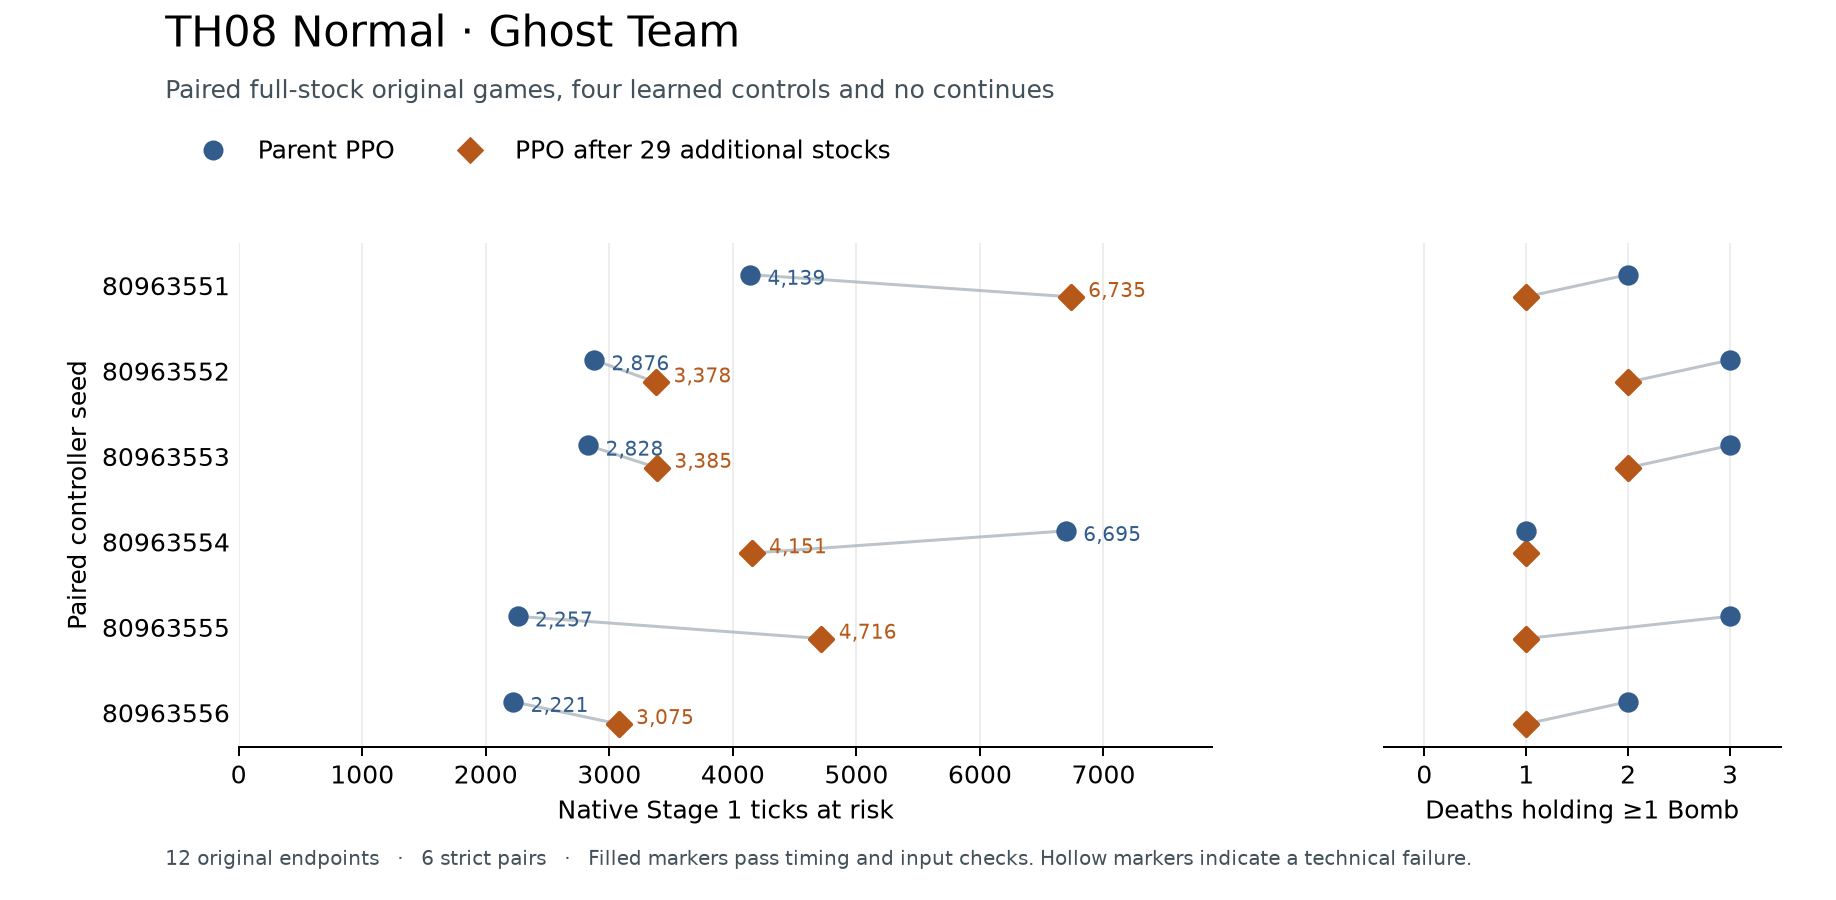 TH08 Normal · Ghost Team
Paired full-stock original games, four learned controls and no continues
Parent PPO
PPO after 29 additional stocks
Paired controller seed
80963551
4,139
6,735
80963552
2,876
3,378
80963553
2,828
3,385
80963554
4,151
6,695
80963555
2,257
4,716
80963556
2,221
3,075
0 1000 2000 3000 4000 5000 6000 7000
Native Stage 1 ticks at risk
0 1 2 3
Deaths holding ≥1 Bomb
12 original endpoints · 6 strict pairs · Filled markers pass timing and input checks. Hollow markers indicate a technical failure.